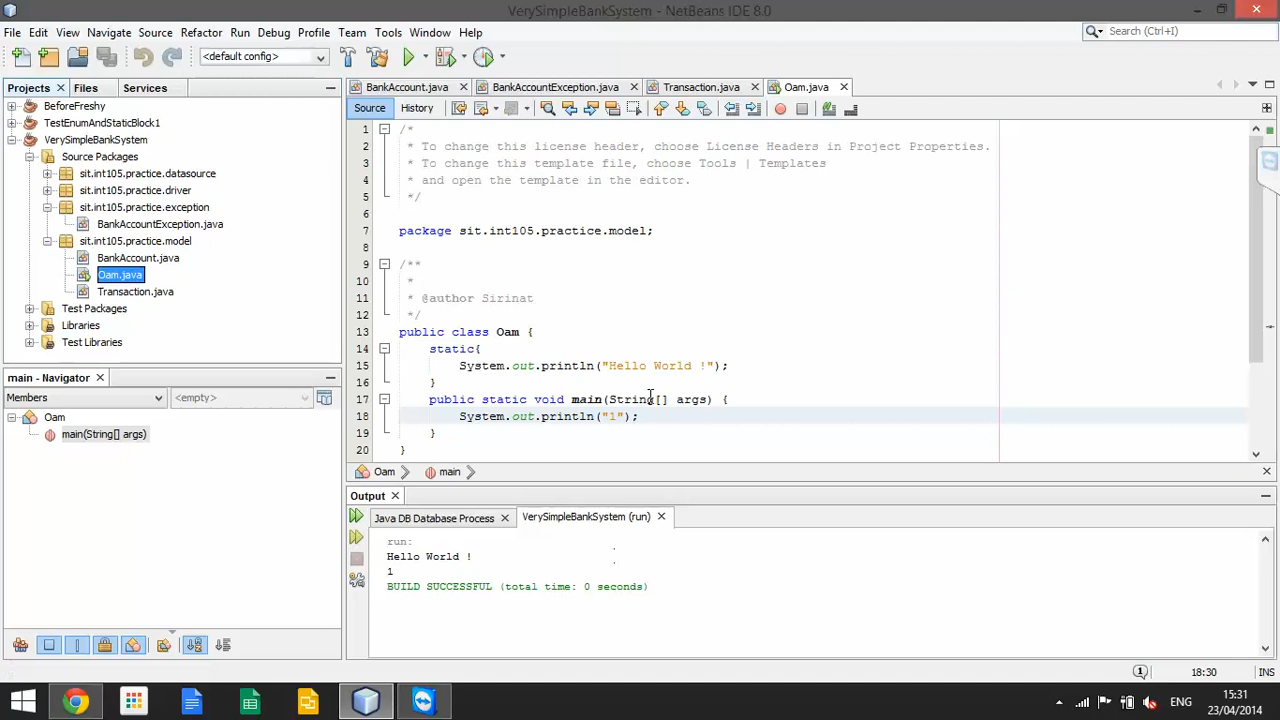 VerySimpleBankSystem - NetBeans IDE 8.0
File Edit View Navigate Source Refactor Run Debug Profile Team Tools Window Help
Search (Ctrl+I)
<default config>
Projects Files Services
BankAccount.java BankAccountException.java Transaction.java Oam.java
Source History
BeforeFreshy
TestEnumAndStaticBlock1
VerySimpleBankSystem
Source Packages
sit.int105.practice.datasource
sit.int105.practice.driver
sit.int105.practice.exception
BankAccountException.java
sit.int105.practice.model
BankAccount.java
Oam.java
Transaction.java
Test Packages
Libraries
Test Libraries
main - Navigator
Members <empty>
Oam
main(String[] args)
1 /*
2 * To change this license header, choose License Headers in Project Properties.
3 * To change this template file, choose Tools | Templates
4 * and open the template in the editor.
5 */
6
7 package sit.int105.practice.model;
8
9 /**
10 *
11 * @author Sirinat
12 */
13 public class Oam {
14 static{
15 System.out.println("Hello World !");
16 }
17 public static void main(String[] args) {
18 System.out.println("1");
19 }
20 }
Oam main
Output
Java DB Database Process VerySimpleBankSystem (run)
run:
Hello World !
1
BUILD SUCCESSFUL (total time: 0 seconds)
1 18:30 INS
ENG 15:31
23/04/2014